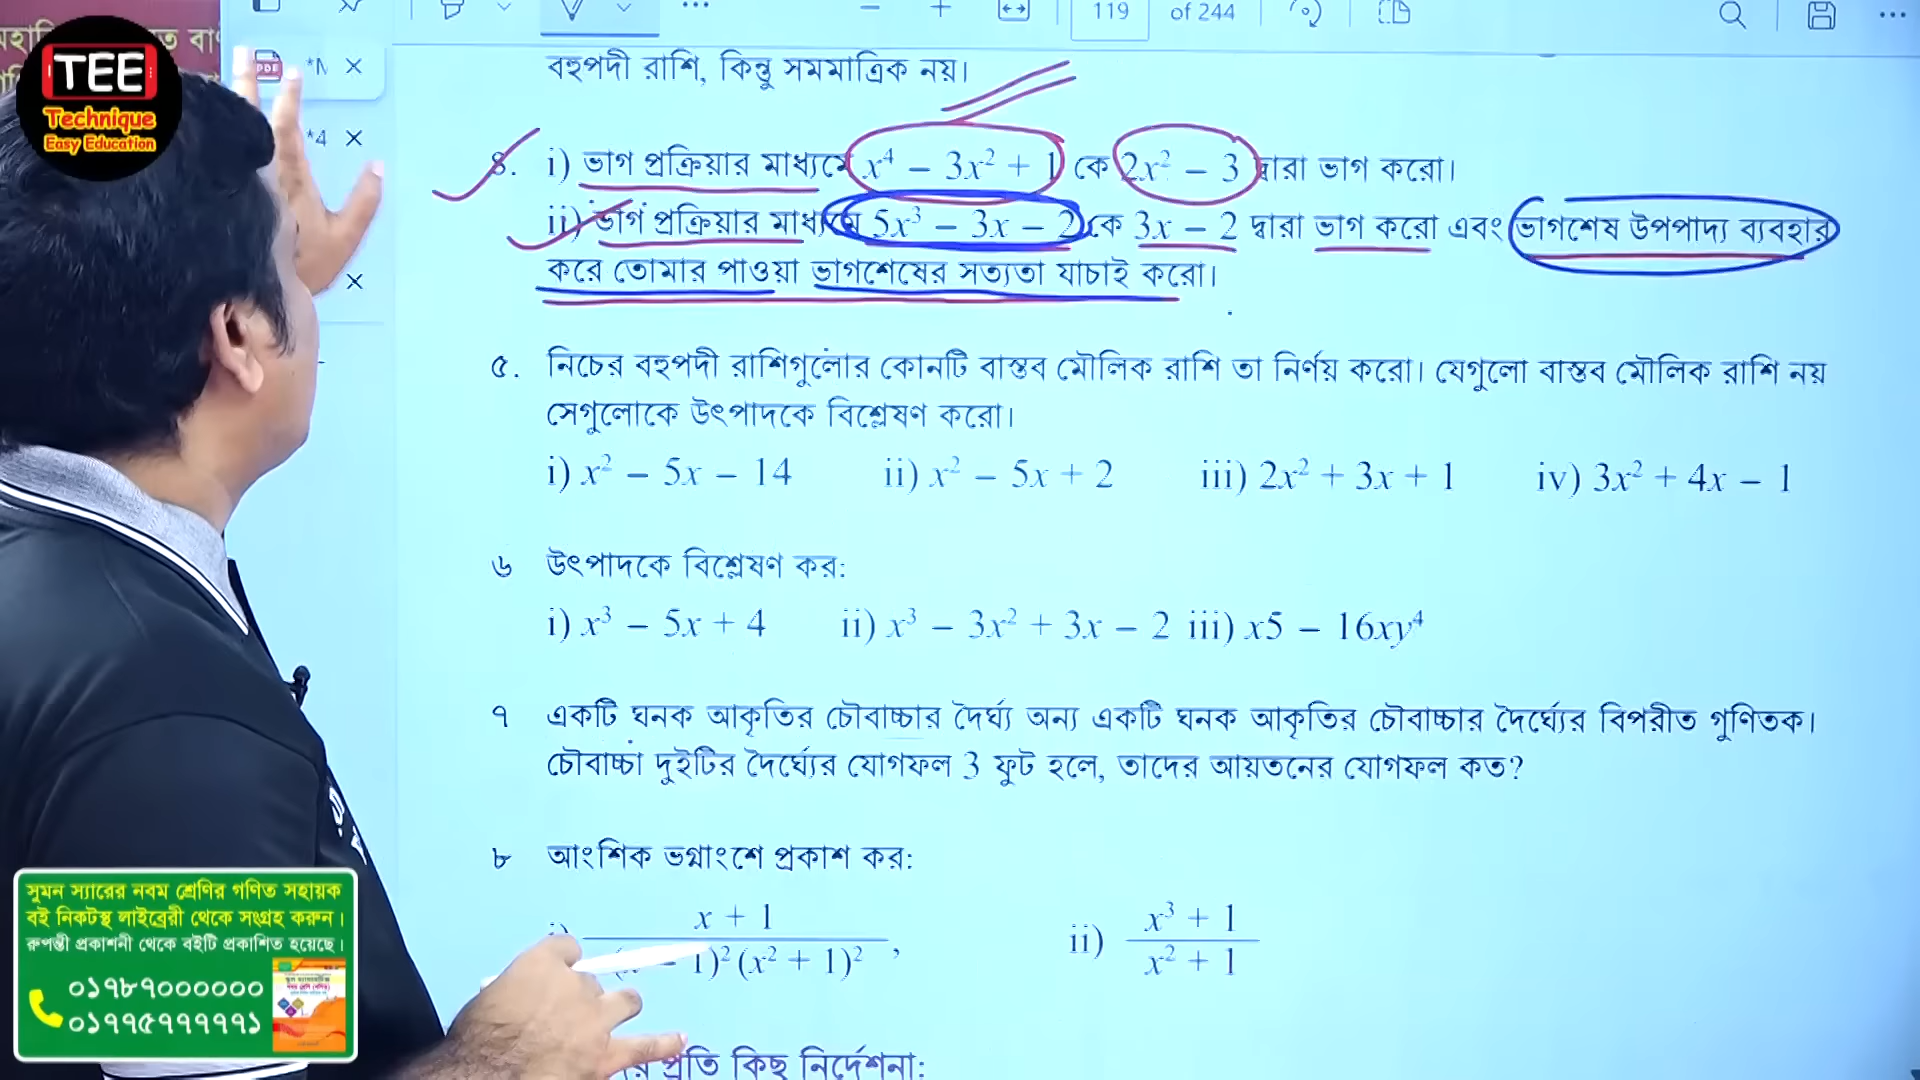 119 of 244
TEE
Technique
Easy Education
বহুপদী রাশি, কিন্তু সমমাত্রিক নয়।
৪. i) ভাগ প্রক্রিয়ার মাধ্যমে x⁴ − 3x² + 1 কে 2x² − 3 দ্বারা ভাগ করো।
ii) ভাগ প্রক্রিয়ার মাধ্যমে 5x³ − 3x − 2 কে 3x − 2 দ্বারা ভাগ করো এবং ভাগশেষ উপপাদ্য ব্যবহার
করে তোমার পাওয়া ভাগশেষের সত্যতা যাচাই করো।
৫. নিচের বহুপদী রাশিগুলোর কোনটি বাস্তব মৌলিক রাশি তা নির্ণয় করো। যেগুলো বাস্তব মৌলিক রাশি নয়
সেগুলোকে উৎপাদকে বিশ্লেষণ করো।
i) x² − 5x − 14 ii) x² − 5x + 2 iii) 2x² + 3x + 1 iv) 3x² + 4x − 1
৬ উৎপাদকে বিশ্লেষণ কর:
i) x³ − 5x + 4 ii) x³ − 3x² + 3x − 2 iii) x5 − 16xy⁴
৭ একটি ঘনক আকৃতির চৌবাচ্চার দৈর্ঘ্য অন্য একটি ঘনক আকৃতির চৌবাচ্চার দৈর্ঘ্যের বিপরীত গুণিতক।
চৌবাচ্চা দুইটির দৈর্ঘ্যের যোগফল 3 ফুট হলে, তাদের আয়তনের যোগফল কত?
৮ আংশিক ভগ্নাংশে প্রকাশ কর:
x + 1
− 1)² (x² + 1)² ,
ii) x³ + 1
x² + 1
প্রতি কিছু নির্দেশনা:
সুমন স্যারের নবম শ্রেণির গণিত সহায়ক
বই নিকটস্থ লাইব্রেরী থেকে সংগ্রহ করুন।
রুপন্তী প্রকাশনী থেকে বইটি প্রকাশিত হয়েছে।
০১৭৮৭০০০০০০
০১৭৭৫৭৭৭৭৭১